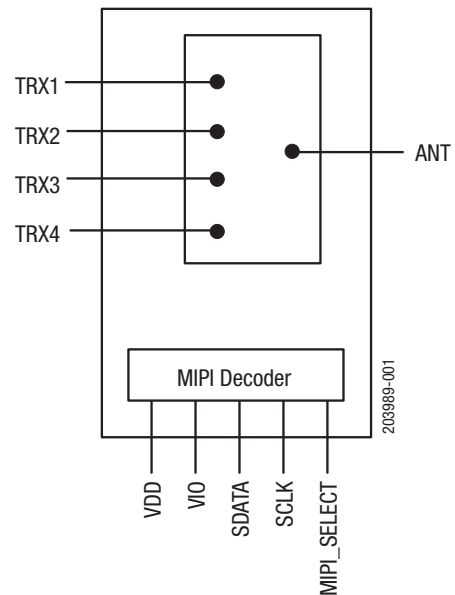 TRX1
TRX2
TRX3
TRX4
ANT
MIPI Decoder
203989-001
VDD
VIO
SDATA
SCLK
MIPI_SELECT